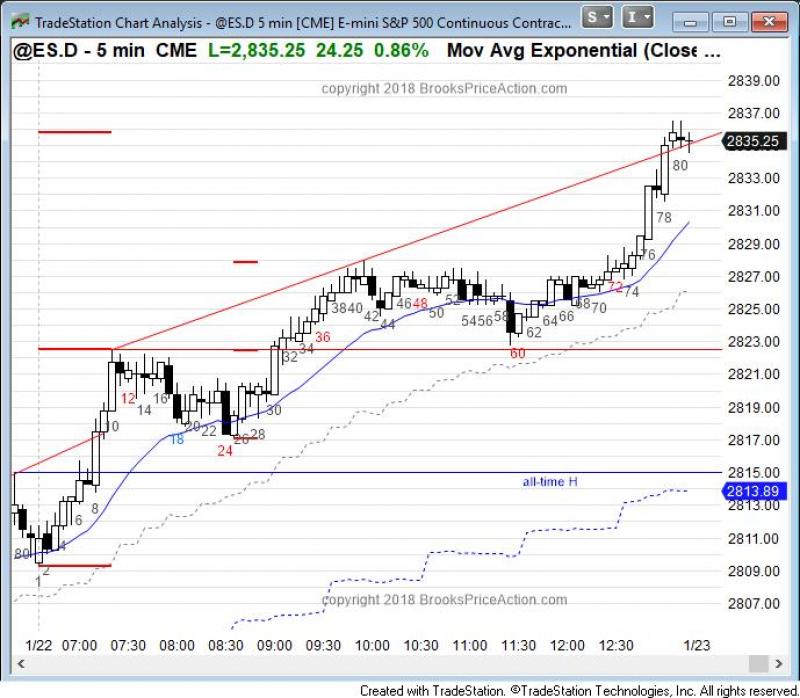 TradeStation Chart Analysis - @ES.D 5 min [CME] E-mini S&P 500 Continuous Contrac...
S I
@ES.D - 5 min CME L=2,835.25 24.25 0.86% Mov Avg Exponential (Close ...
copyright 2018 BrooksPriceAction.com
2839.00
2837.00
2835.25
2833.00
2831.00
2829.00
2827.00
2825.00
2823.00
2821.00
2819.00
2817.00
2815.00
2813.89
2813.00
2811.00
2809.00
2807.00
80
78
76
72 74
38 40 42 44 46 48 50 52 54 56 58 60 62 64 66 68 70
36
32 34
30
10 12 14 16 18 20 22 24 26 28
80 1 2 4 6 8
all-time H
copyright 2018 BrooksPriceAction.com
1/22 07:00 07:30 08:00 08:30 09:00 09:30 10:00 10:30 11:00 11:30 12:00 12:30 1/23
Created with TradeStation. ©TradeStation Technologies, Inc. All rights reserved.